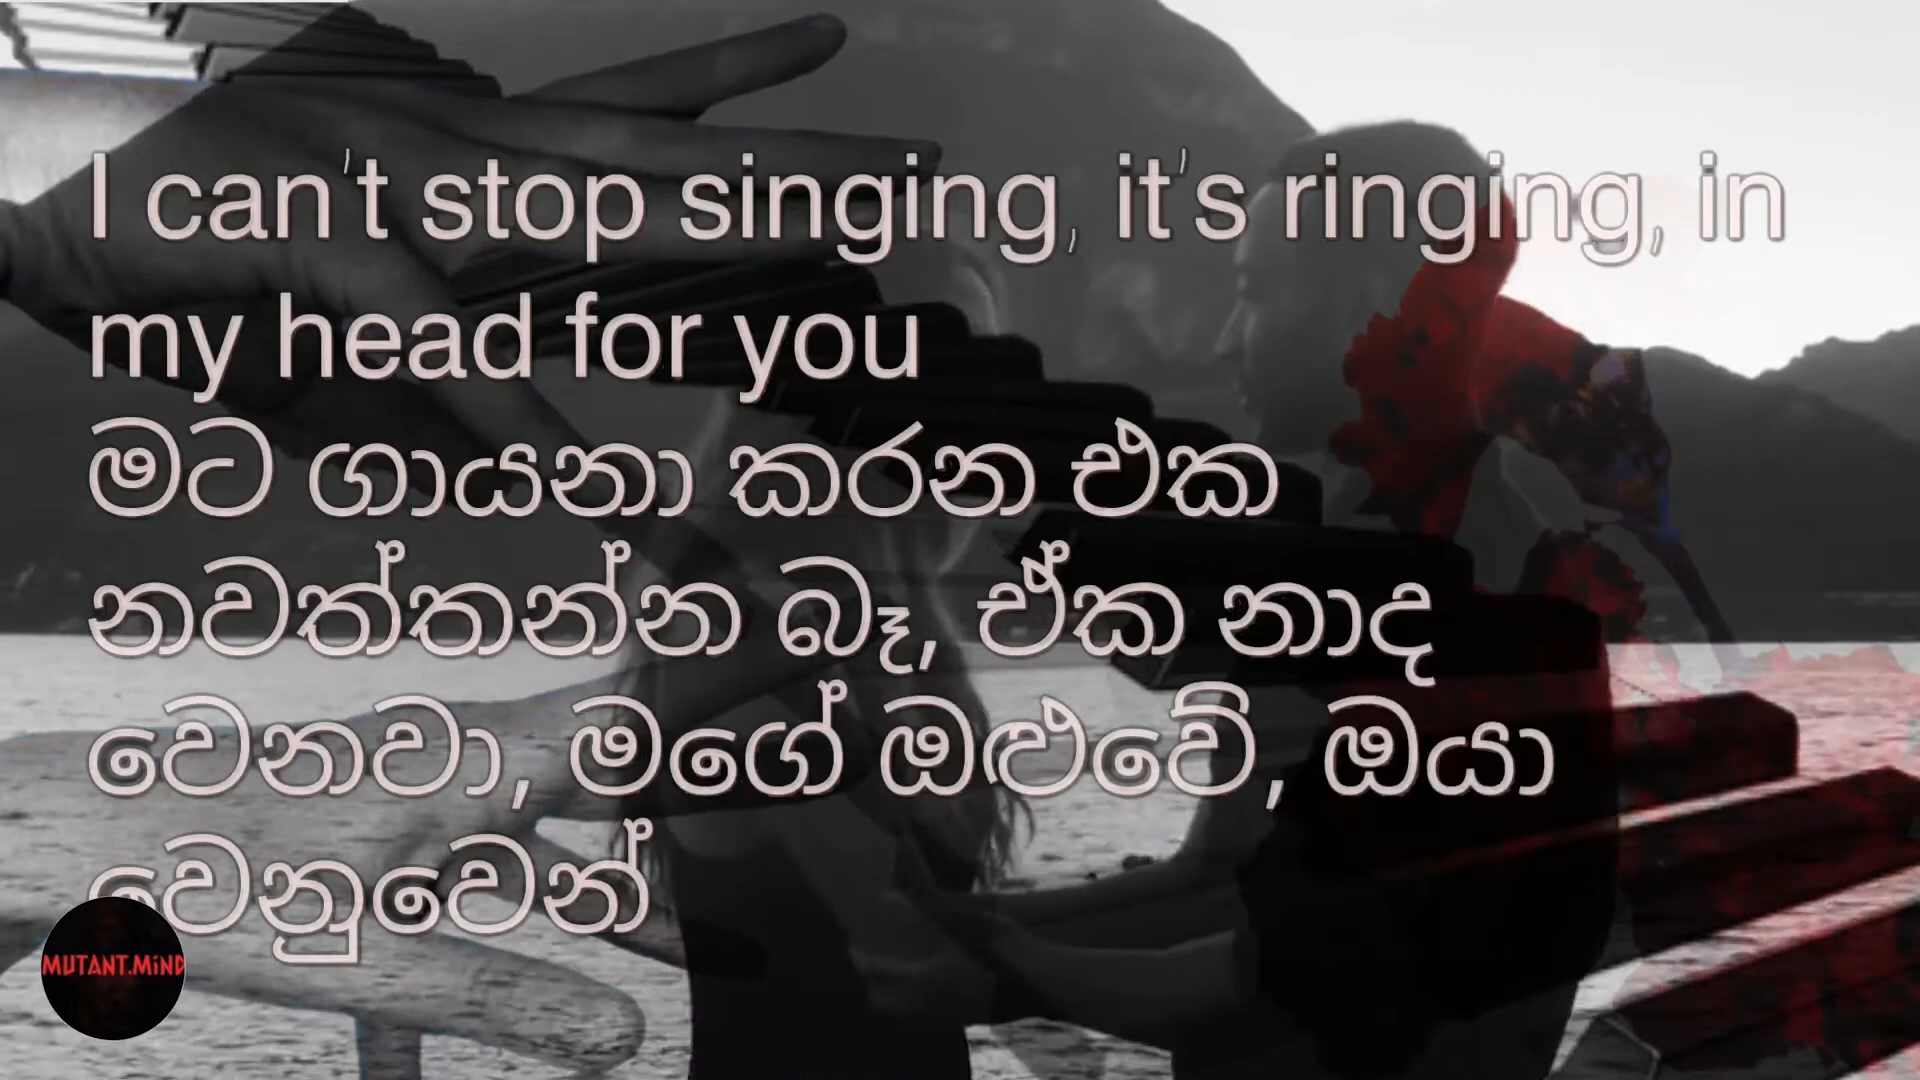 I can't stop singing, it's ringing, in
my head for you
මට ගායනා කරන එක
නවත්තන්න බෑ, ඒක නාද
වෙනවා, මගේ ඔළුවේ, ඔයා
වෙනුවෙන්
MUTANT.MiND